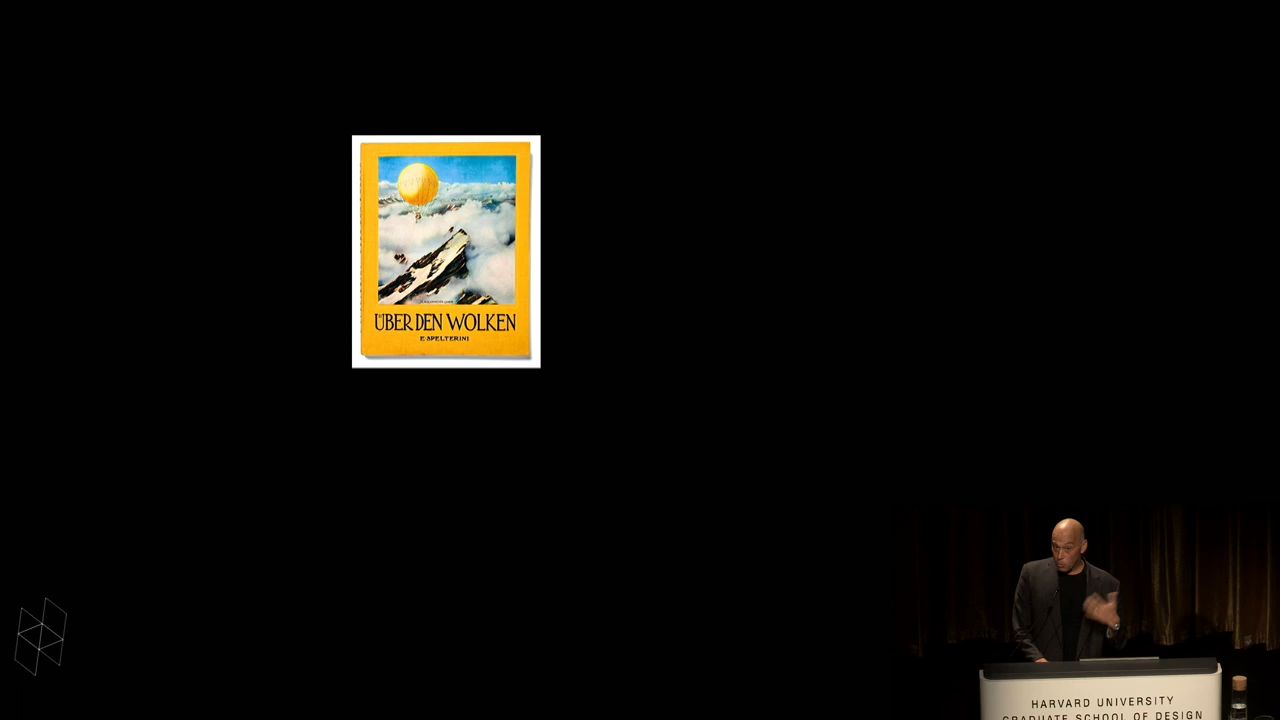 ÜBER DEN WOLKEN
E·SPELTERINI
HARVARD UNIVERSITY
GRADUATE SCHOOL OF DESIGN